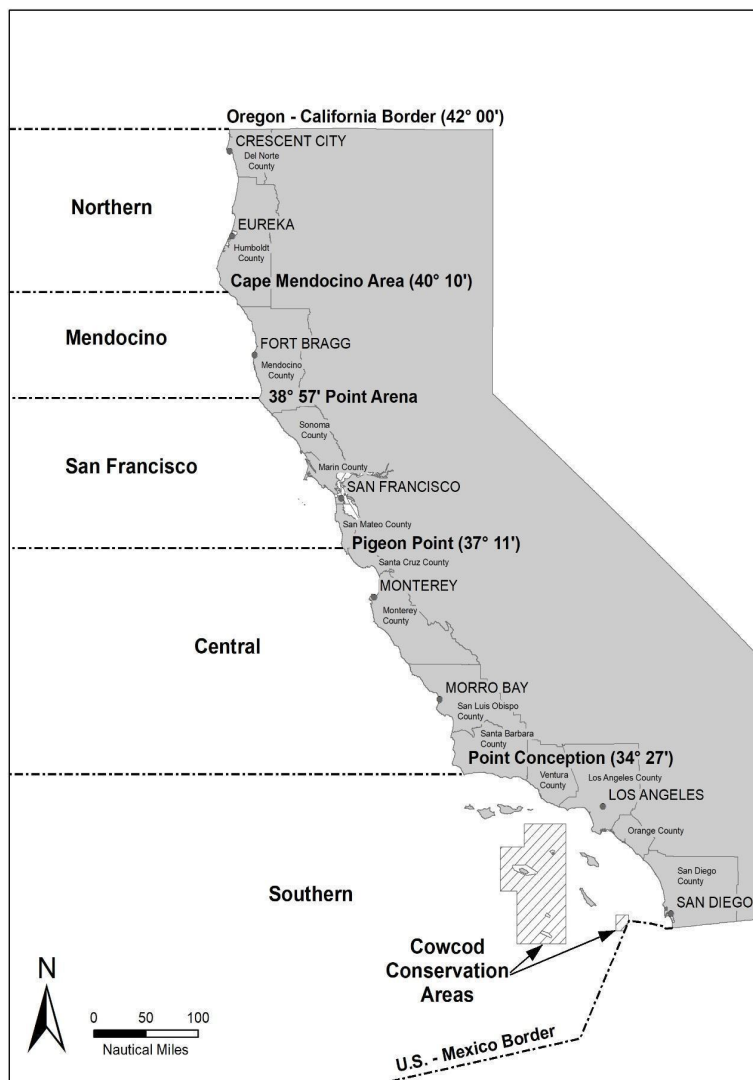 Oregon - California Border (42° 00')
CRESCENT CITY
Del Norte
County
Northern
EUREKA
Humboldt
County
Cape Mendocino Area (40° 10')
Mendocino
FORT BRAGG
Mendocino
County
38° 57' Point Arena
Sonoma
County
San Francisco
Marin County
SAN FRANCISCO
San Mateo County
Pigeon Point (37° 11')
Santa Cruz County
MONTEREY
Monterey
County
Central
MORRO BAY
San Luis Obispo
County
Santa Barbara
County
Point Conception (34° 27')
Ventura
County
Los Angeles County
LOS ANGELES
Orange County
San Diego
County
Southern
SAN DIEGO
Cowcod
Conservation
Areas
N
0 50 100
Nautical Miles
U.S. - Mexico Border